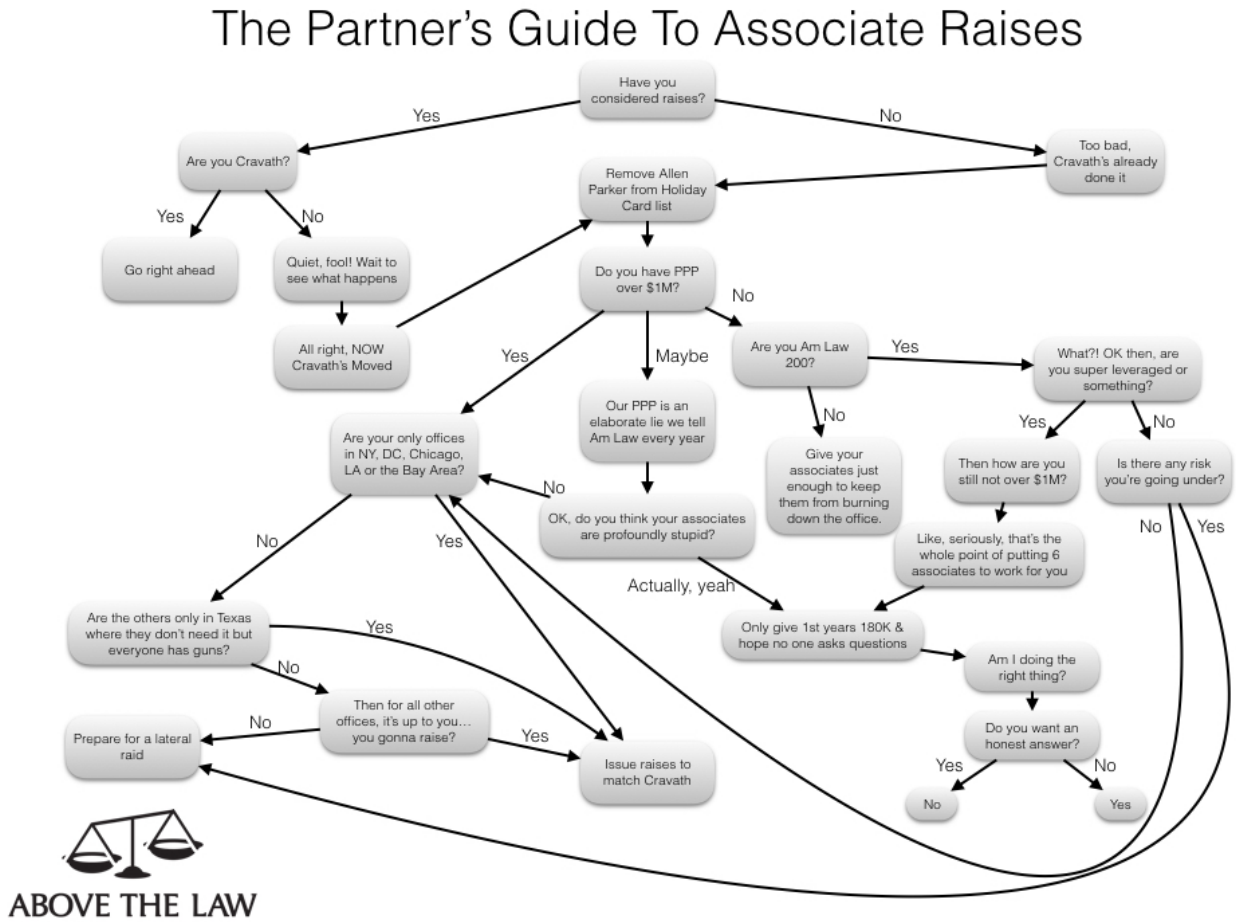 The Partner's Guide To Associate Raises
Have you
considered raises?
Yes
No
Are you Cravath?
Too bad,
Cravath's already
done it
Remove Allen
Parker from Holiday
Card list
Yes
No
Go right ahead
Quiet, fool! Wait to
see what happens
Do you have PPP
over $1M?
No
All right, NOW
Cravath's Moved
Yes
Maybe
Are you Am Law
200?
Yes
What?! OK then, are
you super leveraged or
something?
Our PPP is an
elaborate lie we tell
Am Law every year
No
Yes
No
Are your only offices
in NY, DC, Chicago,
LA or the Bay Area?
Give your
associates just
enough to keep
them from burning
down the office.
Then how are you
still not over $1M?
Is there any risk
you're going under?
No
OK, do you think your associates
are profoundly stupid?
No
Yes
Like, seriously, that's the
whole point of putting 6
associates to work for you
No
Yes
Actually, yeah
Are the others only in Texas
where they don't need it but
everyone has guns?
Yes
Only give 1st years 180K &
hope no one asks questions
No
Am I doing the
right thing?
Then for all other
offices, it's up to you…
you gonna raise?
No
Yes
Prepare for a lateral
raid
Issue raises to
match Cravath
Do you want an
honest answer?
Yes
No
No
Yes
ABOVE THE LAW